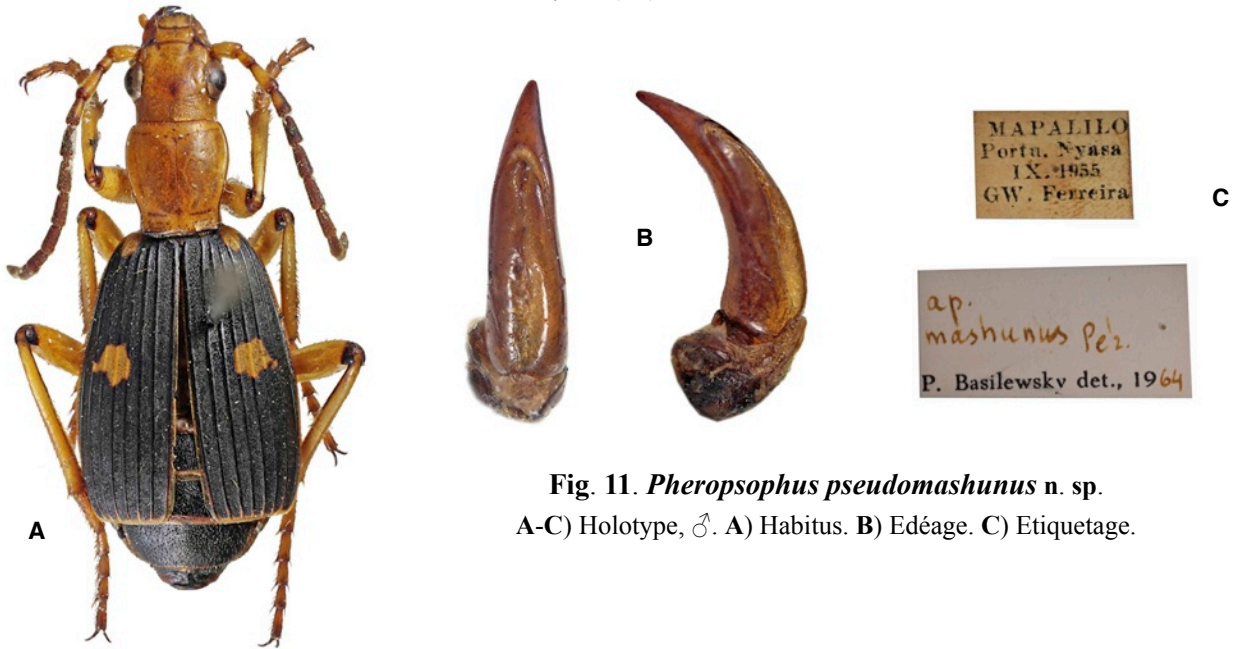 A
B
C
MAPALILO
Portu. Nyasa
IX. 1955
GW. Ferreira
ap.
mashunus Pér.
P. Basilewsky det., 1964
Fig. 11. Pheropsophus pseudomashunus n. sp.
A-C) Holotype, ♂. A) Habitus. B) Edéage. C) Etiquetage.